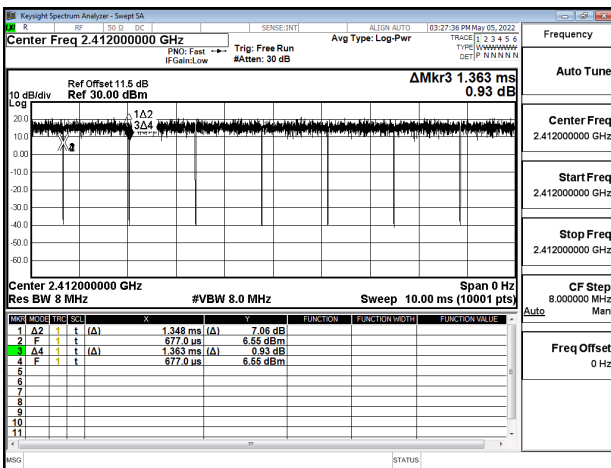 Keysight Spectrum Analyzer - Swept SA
R RF 50 Ω DC SENSE:INT ALIGN AUTO 03:27:36 PM May 05, 2022
Center Freq 2.412000000 GHz
PNO: Fast
IFGain:Low
Trig: Free Run
#Atten: 30 dB
Avg Type: Log-Pwr
TRACE 1 2 3 4 5 6
TYPE WWWWWW
DET P N N N N N
Frequency
Auto Tune
Center Freq
2.412000000 GHz
Start Freq
2.412000000 GHz
Stop Freq
2.412000000 GHz
CF Step
8.000000 MHz
Auto Man
Freq Offset
0 Hz
ΔMkr3 1.363 ms
0.93 dB
Ref Offset 11.5 dB
10 dB/div Ref 30.00 dBm
Log
20.0
10.0
0.00
-10.0
-20.0
-30.0
-40.0
-50.0
-60.0
1Δ2
3Δ4
Center 2.412000000 GHz Span 0 Hz
Res BW 8 MHz #VBW 8.0 MHz Sweep 10.00 ms (10001 pts)
MKR MODE TRC SCL X Y FUNCTION FUNCTION WIDTH FUNCTION VALUE
1 Δ2 1 t (Δ) 1.348 ms (Δ) 7.06 dB
2 F 1 t 677.0 µs 6.55 dBm
3 Δ4 1 t (Δ) 1.363 ms (Δ) 0.93 dB
4 F 1 t 677.0 µs 6.55 dBm
5
6
7
8
9
10
11
MSG STATUS